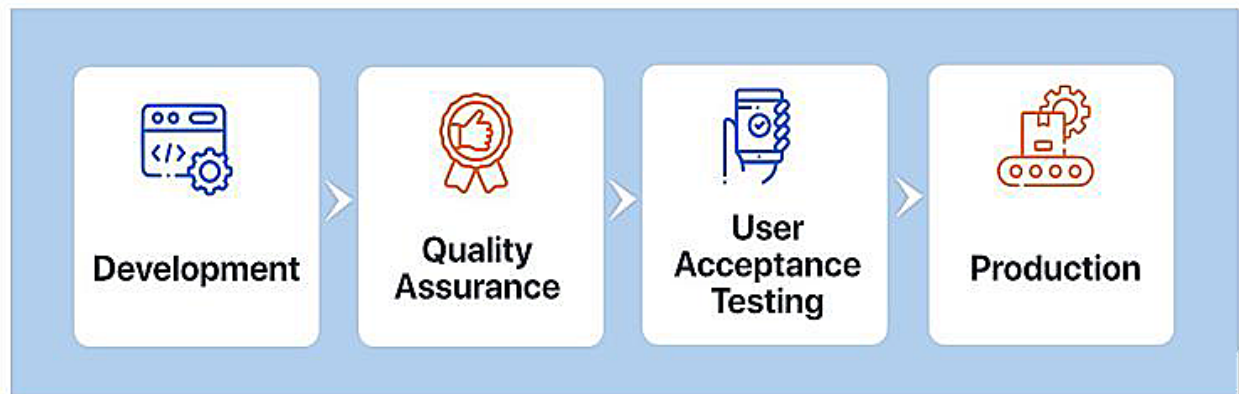 Development
Quality
Assurance
User
Acceptance
Testing
Production